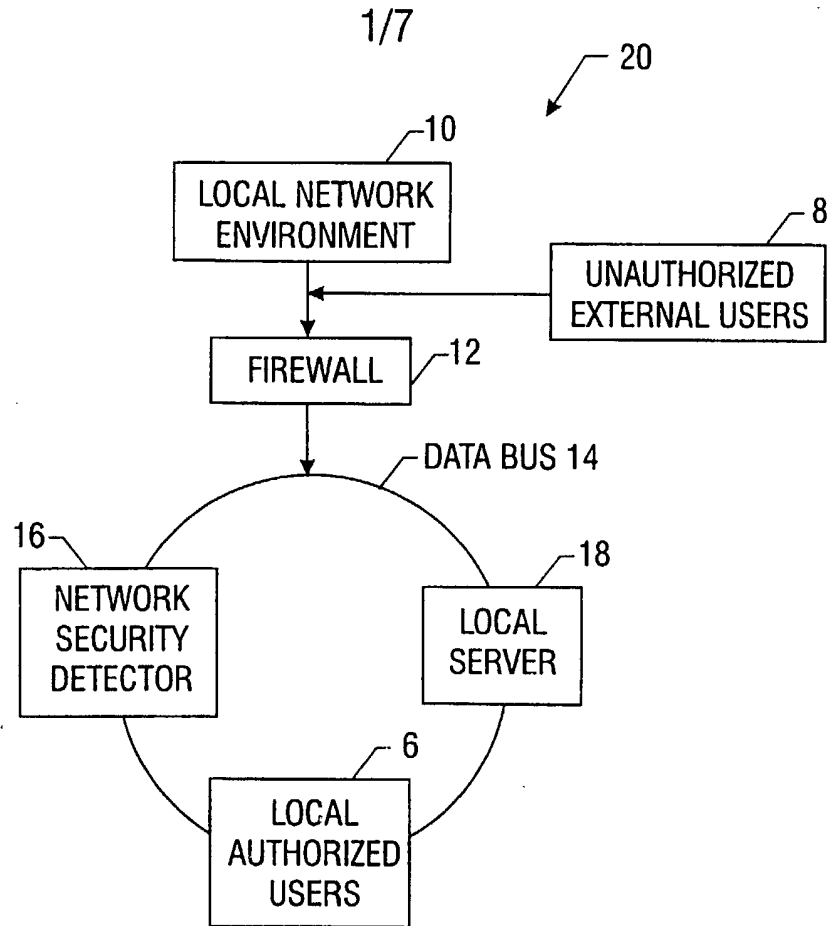 1/7
20
10
LOCAL NETWORK
ENVIRONMENT
8
UNAUTHORIZED
EXTERNAL USERS
FIREWALL
12
DATA BUS 14
16
NETWORK
SECURITY
DETECTOR
18
LOCAL
SERVER
6
LOCAL
AUTHORIZED
USERS